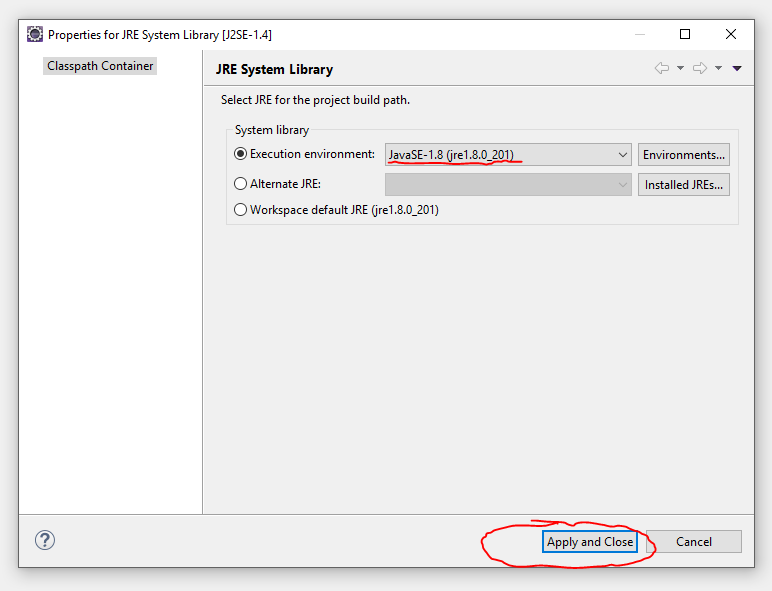 Properties for JRE System Library [J2SE-1.4]
Classpath Container
JRE System Library
Select JRE for the project build path.
System library
Execution environment: JavaSE-1.8 (jre1.8.0_201) Environments...
Alternate JRE: Installed JREs...
Workspace default JRE (jre1.8.0_201)
? Apply and Close Cancel